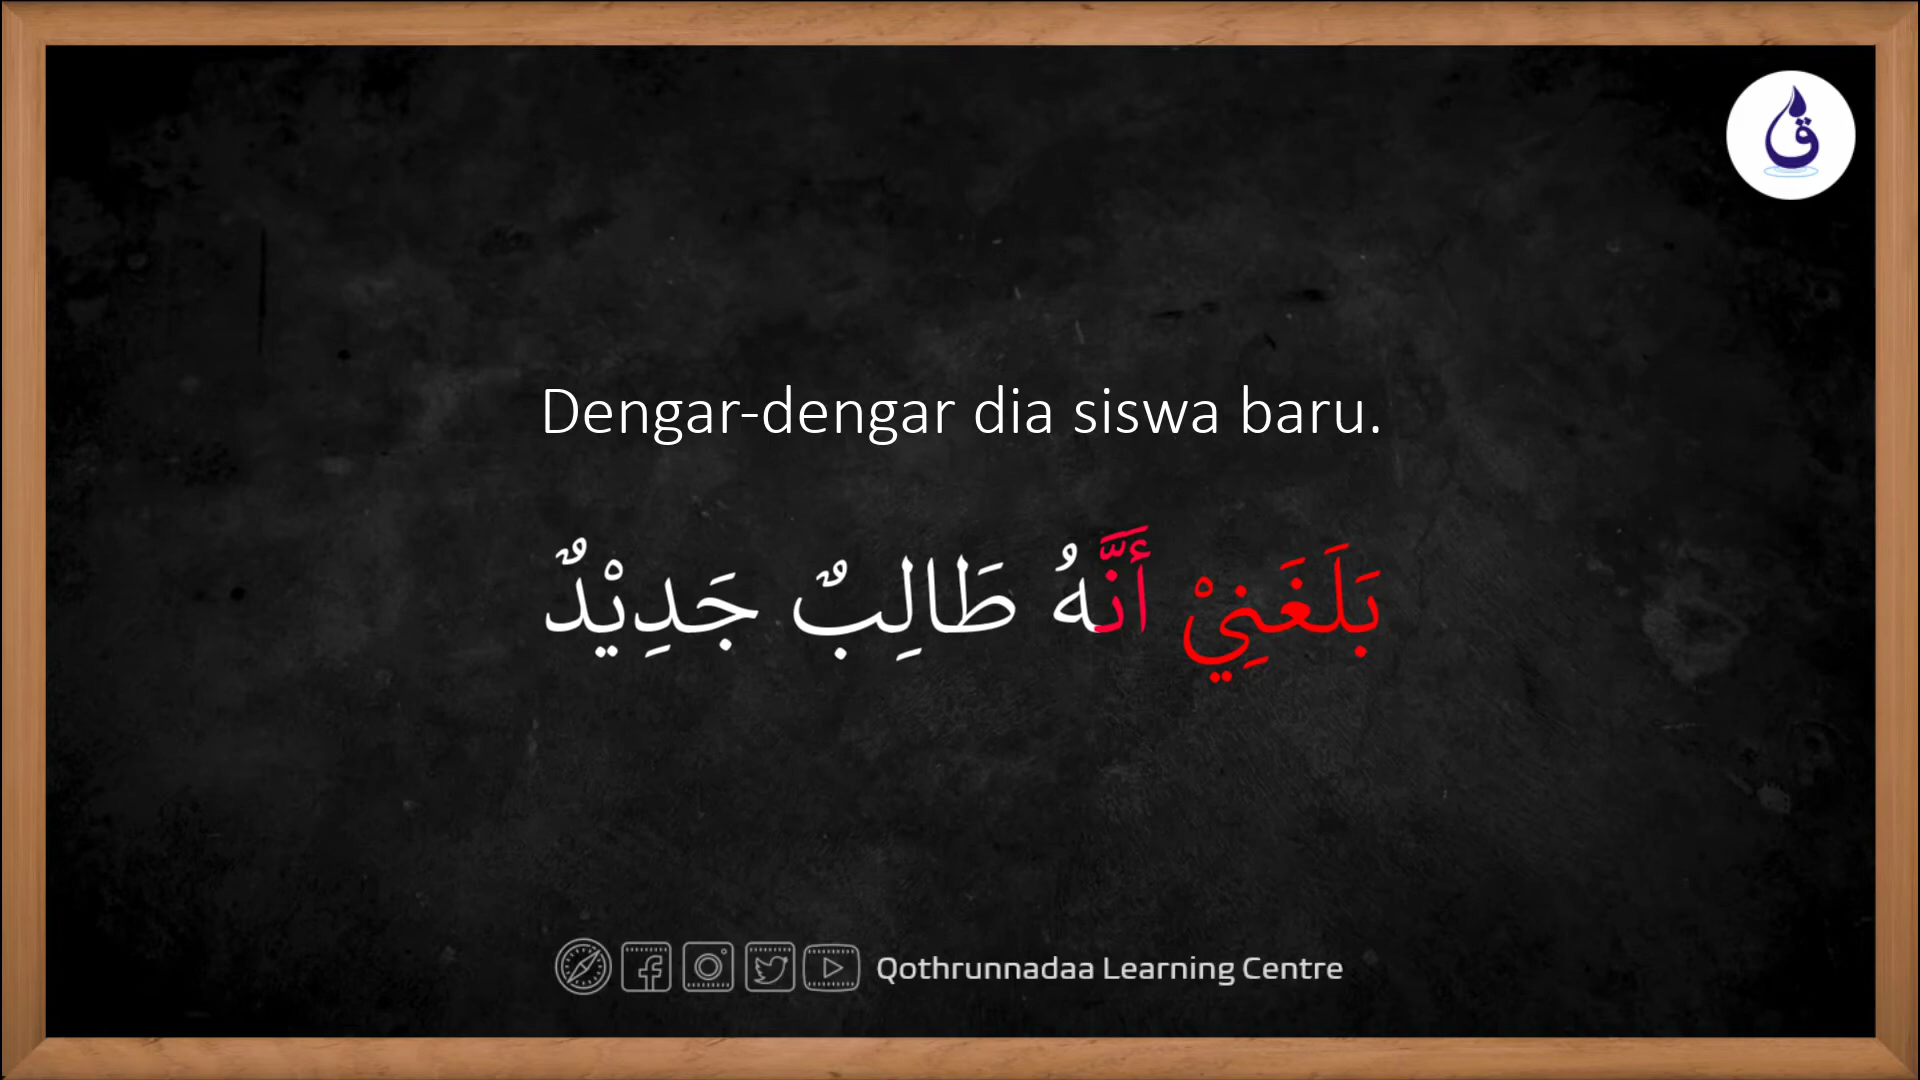 Dengar-dengar dia siswa baru.
بَلَغَنِيْ أَنَّهُ طَالِبٌ جَدِيْدٌ
Qothrunnadaa Learning Centre